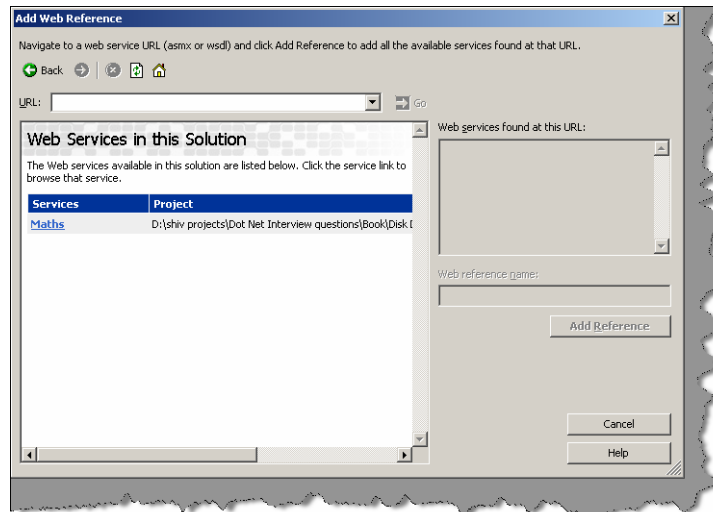 Add Web Reference
Navigate to a web service URL (asmx or wsdl) and click Add Reference to add all the available services found at that URL.
Back
URL:
Go
Web Services in this Solution
The Web services available in this solution are listed below. Click the service link to
browse that service.
Services Project
Maths D:\shiv projects\Dot Net Interview questions\Book\Disk
Web services found at this URL:
Web reference name:
Add Reference
Cancel
Help